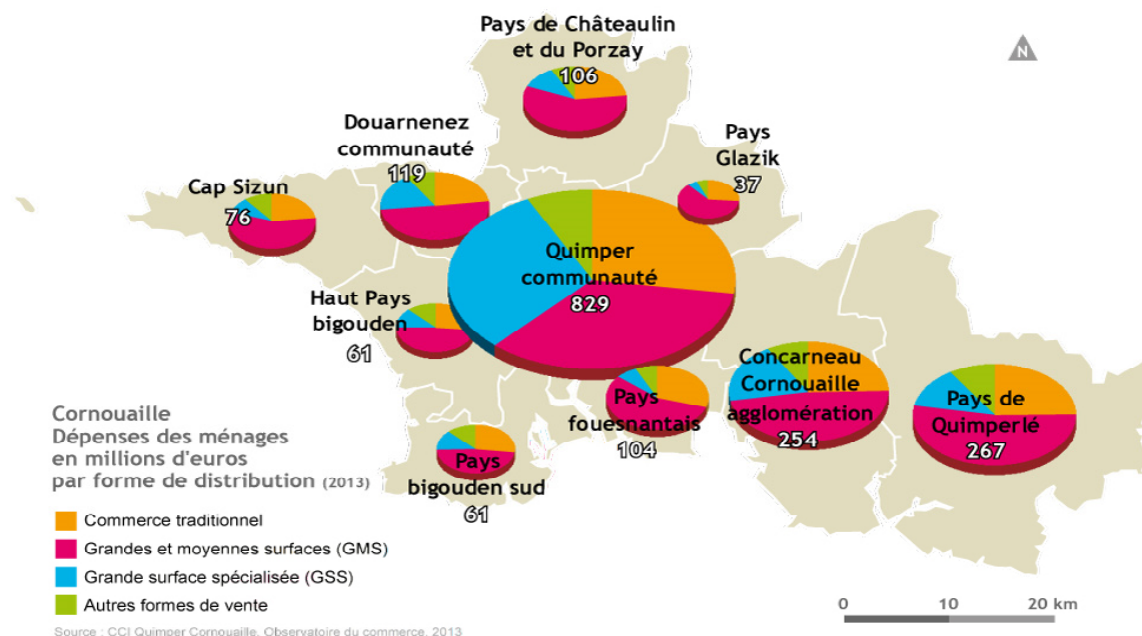 Pays de Châteaulin
et du Porzay
106
N
Douarnenez
communauté
119
Pays
Glazik
37
Cap Sizun
76
Quimper
communauté
829
Haut Pays
bigouden
61
Concarneau
Cornouaille
agglomération
254
Pays de
Quimperlé
267
Pays
fouesnantais
104
Pays
bigouden sud
61
Cornouaille
Dépenses des ménages
en millions d'euros
par forme de distribution (2013)
Commerce traditionnel
Grandes et moyennes surfaces (GMS)
Grande surface spécialisée (GSS)
Autres formes de vente
0 10 20 km
Source : CCI Quimper Cornouaille, Observatoire du commerce, 2013